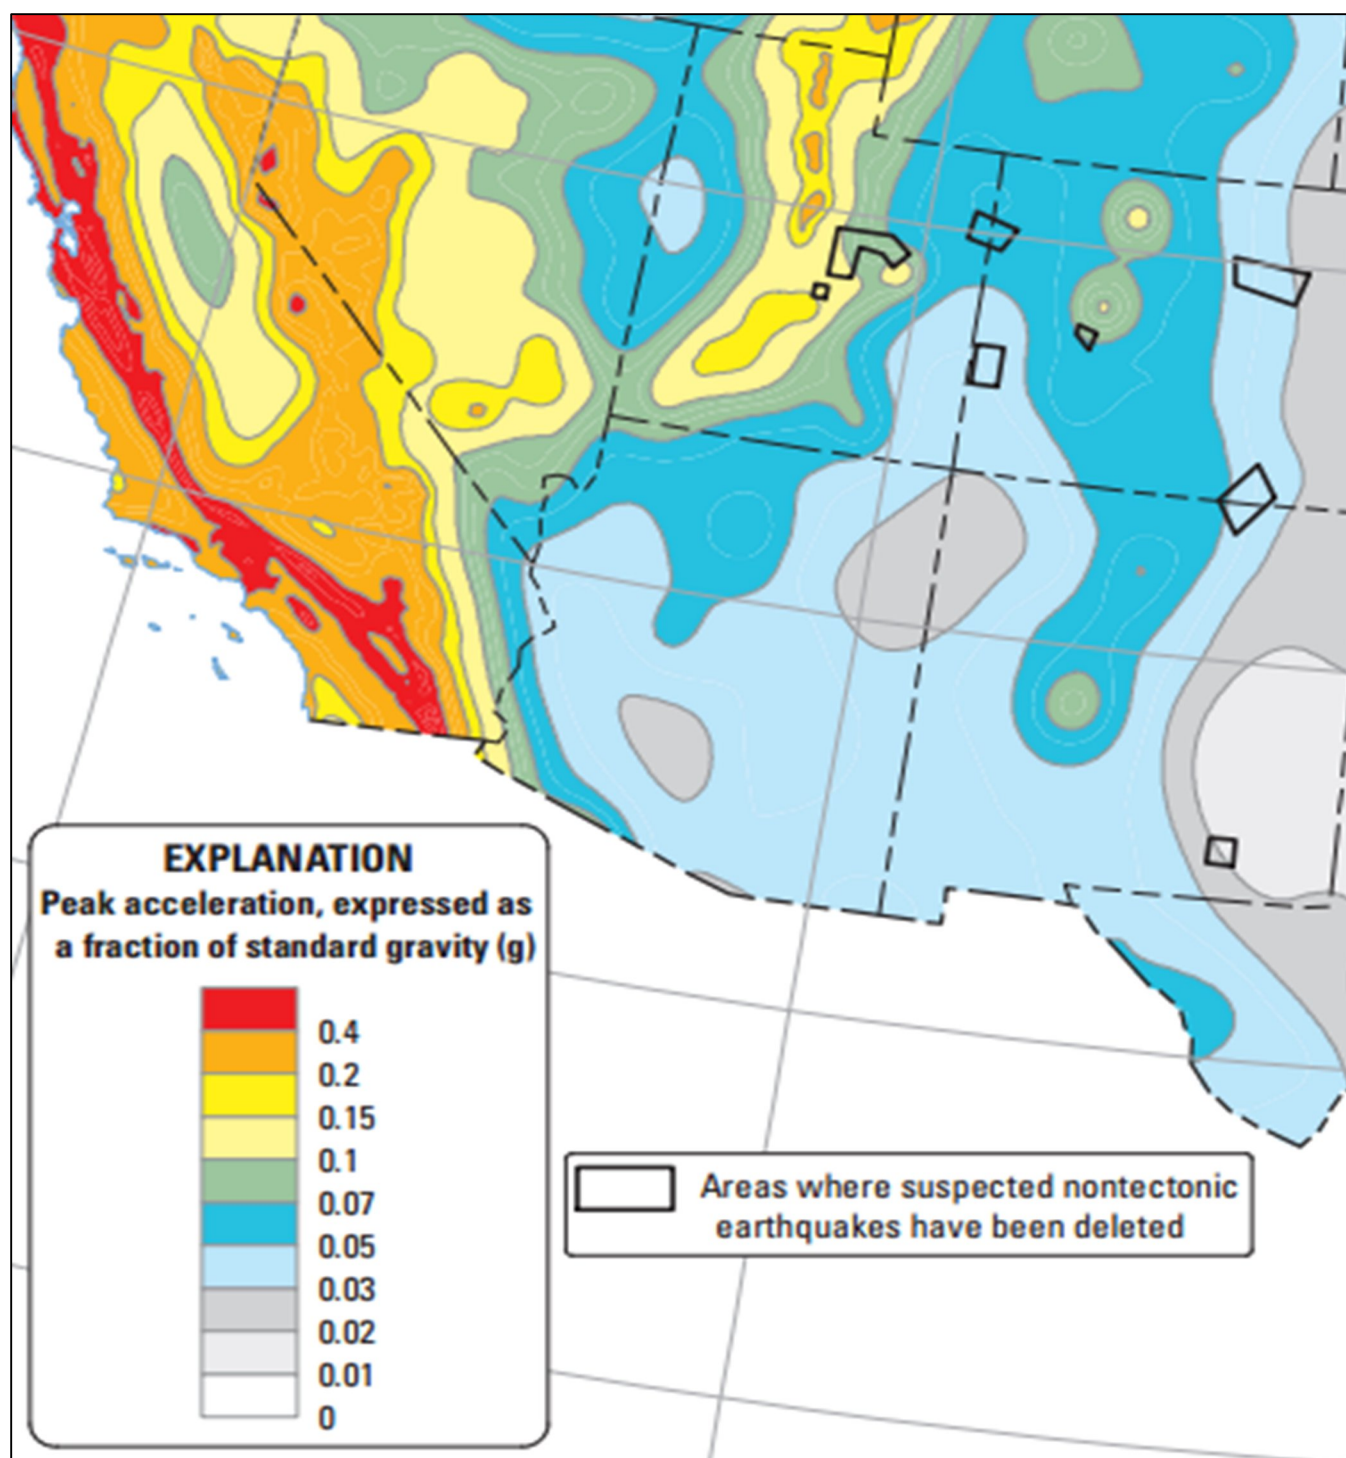 EXPLANATION
Peak acceleration, expressed as
a fraction of standard gravity (g)
0.4
0.2
0.15
0.1
0.07
0.05
0.03
0.02
0.01
0
Areas where suspected nontectonic
earthquakes have been deleted